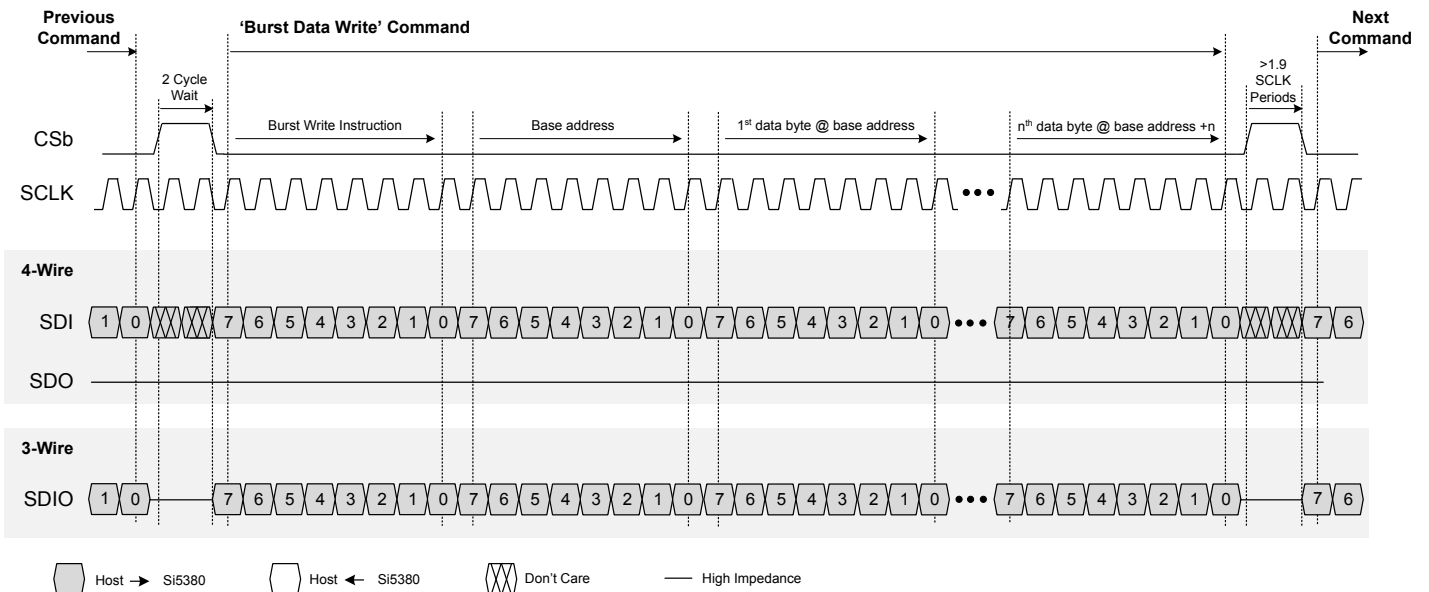 Previous Command
'Burst Data Write' Command
Next Command
2 Cycle Wait
>1.9 SCLK Periods
CSb
Burst Write Instruction
Base address
1st data byte @ base address
nth data byte @ base address +n
SCLK
4-Wire
SDI 1 0 7 6 5 4 3 2 1 0 7 6 5 4 3 2 1 0 7 6 5 4 3 2 1 0 ••• 7 6 5 4 3 2 1 0 7 6
SDO
3-Wire
SDIO 1 0 7 6 5 4 3 2 1 0 7 6 5 4 3 2 1 0 7 6 5 4 3 2 1 0 ••• 7 6 5 4 3 2 1 0 7 6
Host → Si5380
Host ← Si5380
Don't Care
High Impedance